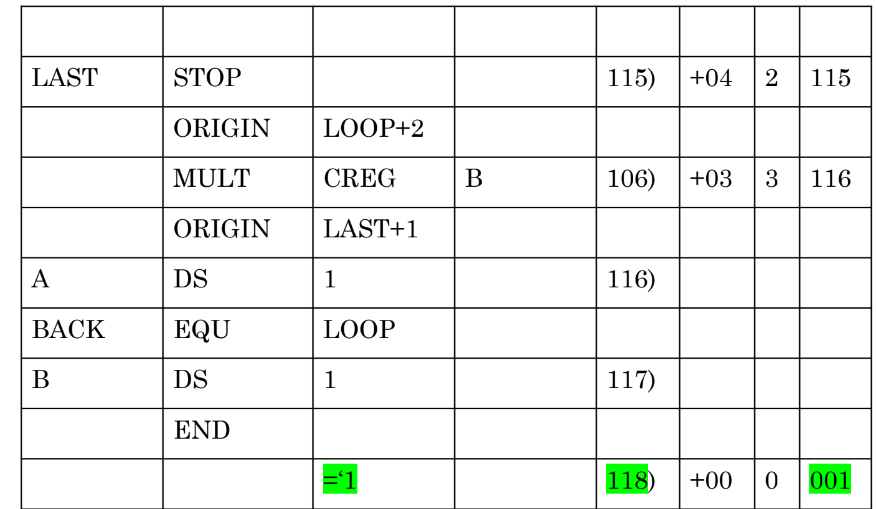 LAST STOP 115) +04 2 115
ORIGIN LOOP+2
MULT CREG B 106) +03 3 116
ORIGIN LAST+1
A DS 1 116)
BACK EQU LOOP
B DS 1 117)
END
=‘1 118) +00 0 001